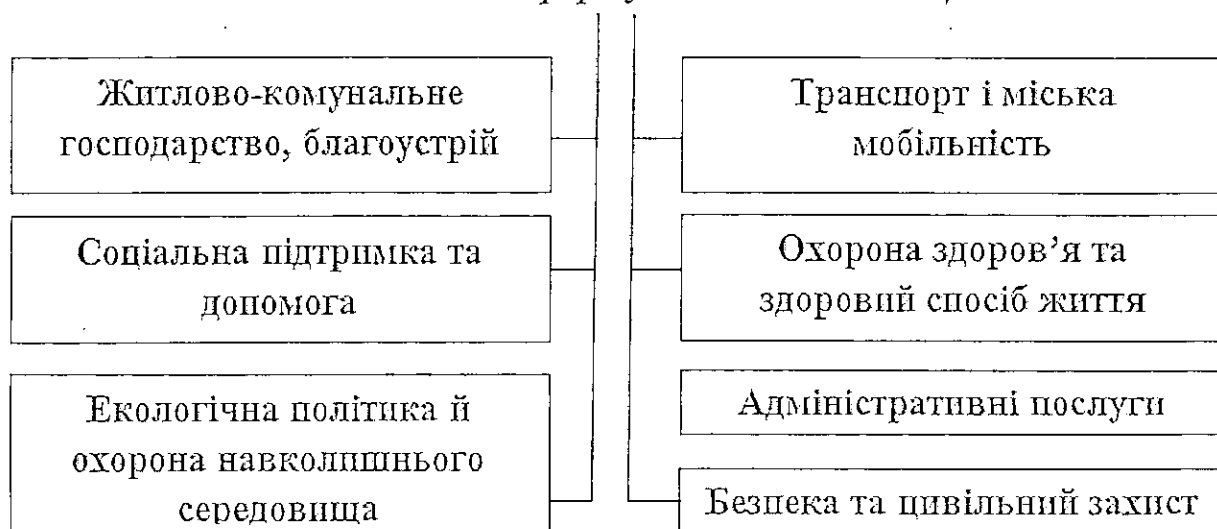 Житлово-комунальне
господарство, благоустрій
Соціальна підтримка та
допомога
Екологічна політика й
охорона навколишнього
середовища
Транспорт і міська
мобільність
Охорона здоров’я та
здоровий спосіб життя
Адміністративні послуги
Безпека та цивільний захист